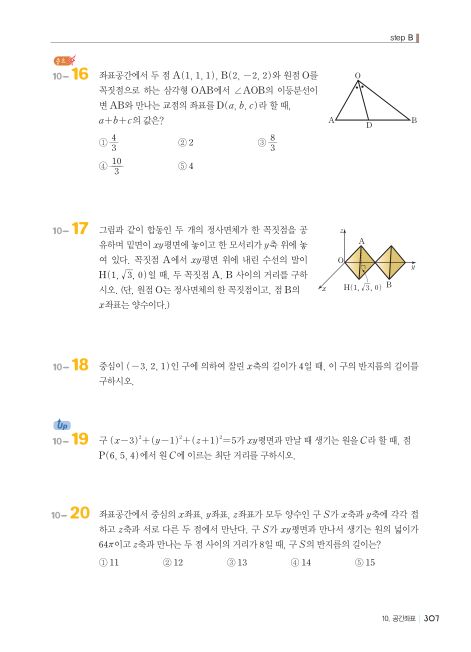 step B
중요
10-16 좌표공간에서 두 점 A(1, 1, 1), B(2, -2, 2)와 원점 O를
꼭짓점으로 하는 삼각형 OAB에서 ∠AOB의 이등분선이
변 AB와 만나는 교점의 좌표를 D(a, b, c)라 할 때,
a+b+c의 값은?
① 4/3 ② 2 ③ 8/3
④ 10/3 ⑤ 4
O
A D B
10-17 그림과 같이 합동인 두 개의 정사면체가 한 꼭짓점을 공
유하며 밑면이 xy평면에 놓이고 한 모서리가 y축 위에 놓
여 있다. 꼭짓점 A에서 xy평면 위에 내린 수선의 발이
H(1, √3, 0)일 때, 두 꼭짓점 A, B 사이의 거리를 구하
시오. (단, 원점 O는 정사면체의 한 꼭짓점이고, 점 B의
x좌표는 양수이다.)
z
A
O
y
x H(1, √3, 0) B
10-18 중심이 (-3, 2, 1)인 구에 의하여 잘린 x축의 길이가 4일 때, 이 구의 반지름의 길이를
구하시오.
up
10-19 구 (x-3)²+(y-1)²+(z+1)²=5가 xy평면과 만날 때 생기는 원을 C라 할 때, 점
P(6, 5, 4)에서 원 C에 이르는 최단 거리를 구하시오.
10-20 좌표공간에서 중심의 x좌표, y좌표, z좌표가 모두 양수인 구 S가 x축과 y축에 각각 접
하고 z축과 서로 다른 두 점에서 만난다. 구 S가 xy평면과 만나서 생기는 원의 넓이가
64π이고 z축과 만나는 두 점 사이의 거리가 8일 때, 구 S의 반지름의 길이는?
① 11 ② 12 ③ 13 ④ 14 ⑤ 15
10. 공간좌표 307